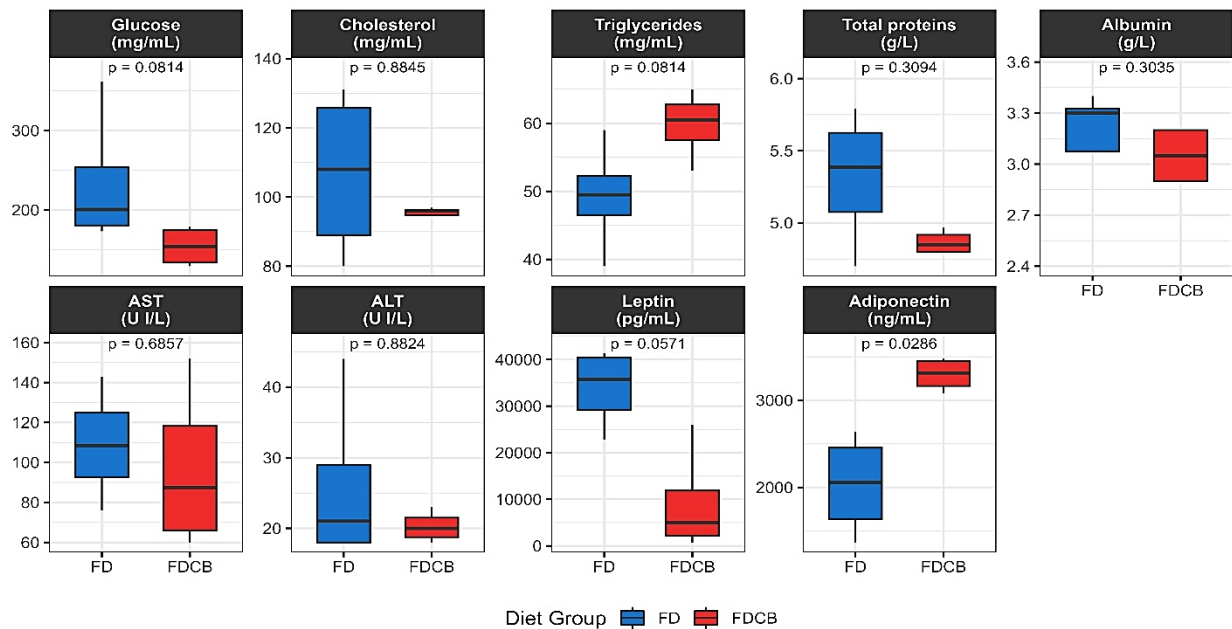 Glucose
(mg/mL)
p = 0.0814
300
200
Cholesterol
(mg/mL)
p = 0.8845
140
120
100
80
Triglycerides
(mg/mL)
p = 0.0814
60
50
40
Total proteins
(g/L)
p = 0.3094
6.0
5.5
5.0
Albumin
(g/L)
p = 0.3035
3.6
3.3
3.0
2.7
2.4
FD FDCB
AST
(U I/L)
p = 0.6857
160
140
120
100
80
60
FD FDCB
ALT
(U I/L)
p = 0.8824
40
30
20
FD FDCB
Leptin
(pg/mL)
p = 0.0571
40000
30000
20000
10000
0
FD FDCB
Adiponectin
(ng/mL)
p = 0.0286
3000
2000
FD FDCB
Diet Group FD FDCB